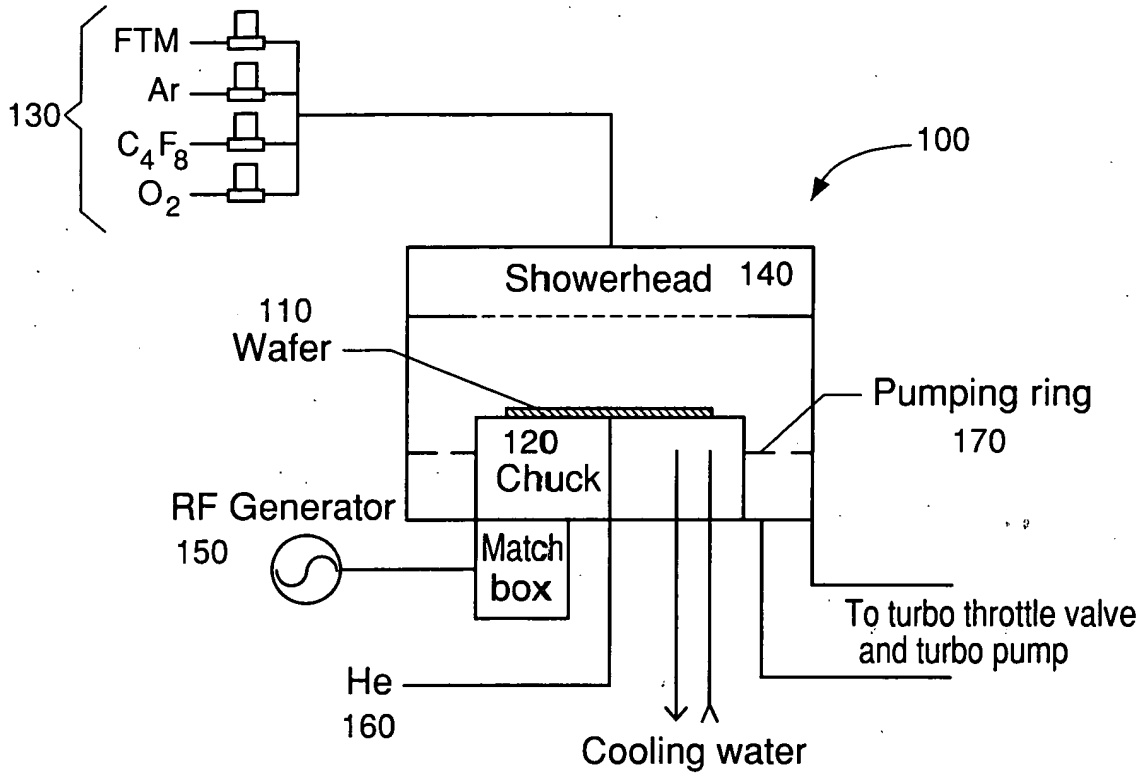 FTM
Ar
130
C4F8
O2
100
Showerhead 140
110
Wafer
Pumping ring
170
120
Chuck
RF Generator
150
Match
box
To turbo throttle valve
and turbo pump
He
160
Cooling water